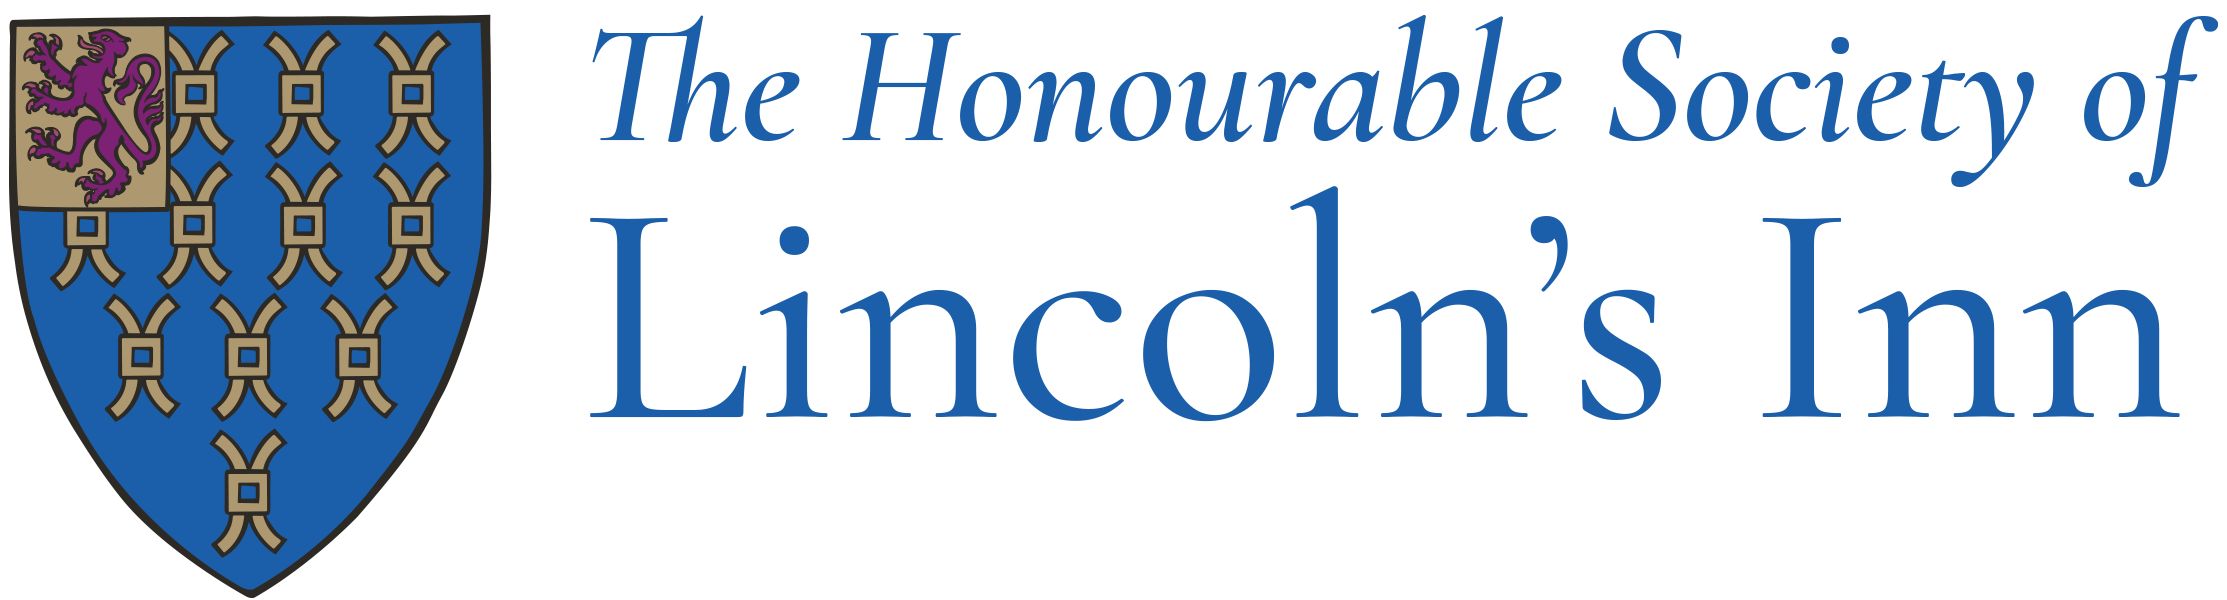 The Honourable Society of
Lincoln’s Inn